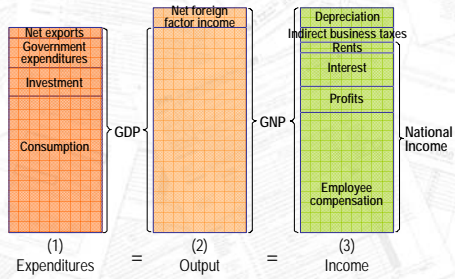 Net exports
Government
expenditures
Investment
Consumption
GDP
Net foreign
factor income
GNP
Depreciation
Indirect business taxes
Rents
Interest
Profits
Employee
compensation
National
Income
(1)
Expenditures
=
(2)
Output
=
(3)
Income